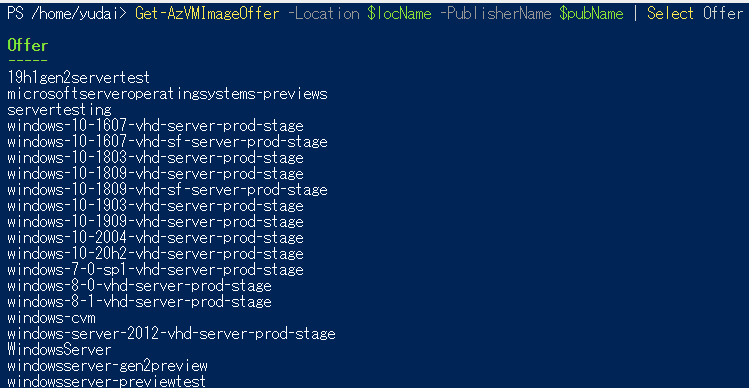 PS /home/yudai> Get-AzVMImageOffer -Location $locName -PublisherName $pubName | Select Offer
Offer
-----
19h1gen2servertest
microsoftserveroperatingsystems-previews
servertesting
windows-10-1607-vhd-server-prod-stage
windows-10-1607-vhd-sf-server-prod-stage
windows-10-1803-vhd-server-prod-stage
windows-10-1809-vhd-server-prod-stage
windows-10-1809-vhd-sf-server-prod-stage
windows-10-1903-vhd-server-prod-stage
windows-10-1909-vhd-server-prod-stage
windows-10-2004-vhd-server-prod-stage
windows-10-20h2-vhd-server-prod-stage
windows-7-0-sp1-vhd-server-prod-stage
windows-8-0-vhd-server-prod-stage
windows-8-1-vhd-server-prod-stage
windows-cvm
windows-server-2012-vhd-server-prod-stage
WindowsServer
windowsserver-gen2preview
windowsserver-previewtest